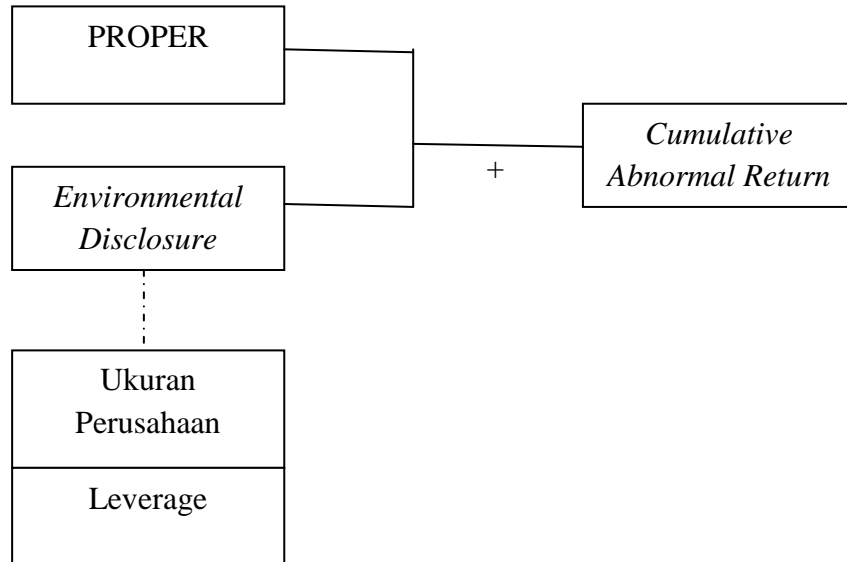 PROPER
Cumulative
Abnormal Return
+
Environmental
Disclosure
Ukuran
Perusahaan
Leverage